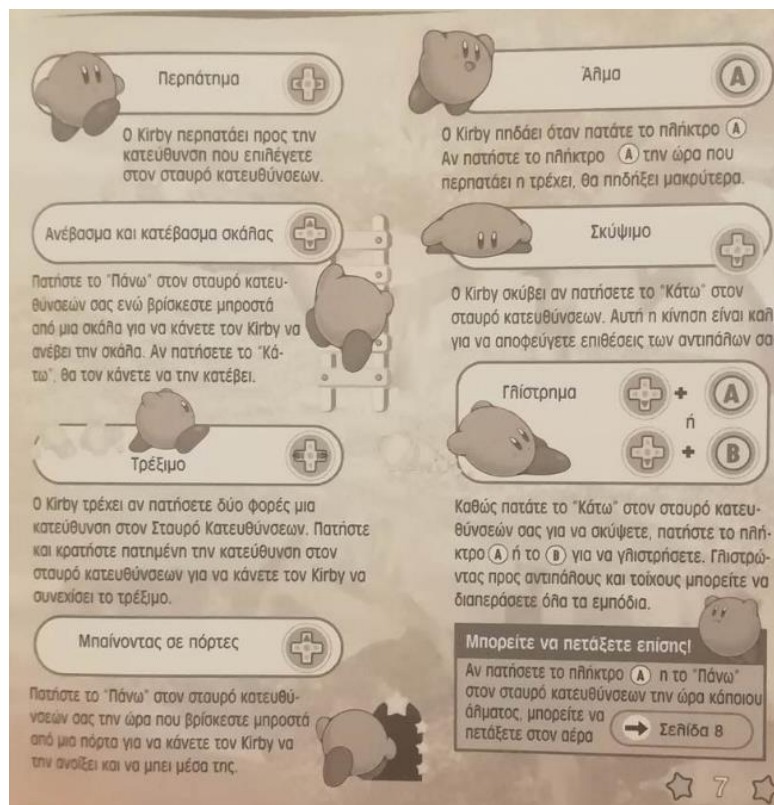 Περπάτημα
Ο Kirby περπατάει προς την
κατεύθυνση που επιλέγετε
στον σταυρό κατευθύνσεων.
Ανέβασμα και κατέβασμα σκάλας
Πατήστε το "Πάνω" στον σταυρό κατευ-
θύνσεών σας ενώ βρίσκεστε μπροστά
από μια σκάλα για να κάνετε τον Kirby να
ανέβει την σκάλα. Αν πατήσετε το "Κά-
τω", θα τον κάνετε να την κατέβει.
Τρέξιμο
Ο Kirby τρέχει αν πατήσετε δύο φορές μια
κατεύθυνση στον Σταυρό Κατευθύνσεων. Πατήστε
και κρατήστε πατημένη την κατεύθυνση στον
σταυρό κατευθύνσεων για να κάνετε τον Kirby να
συνεχίσει το τρέξιμο.
Μπαίνοντας σε πόρτες
Πατήστε το "Πάνω" στον σταυρό κατευθύ-
νσεών σας την ώρα που βρίσκεστε μπροστά
από μια πόρτα για να κάνετε τον Kirby να
την ανοίξει και να μπει μέσα της.
Άλμα
A
Ο Kirby πηδάει όταν πατάτε το πλήκτρο A
Αν πατήστε το πλήκτρο A την ώρα που
περπατάει η τρέχει, θα πηδήξει μακρύτερα.
Σκύψιμο
Ο Kirby σκύβει αν πατήσετε το "Κάτω" στον
σταυρό κατευθύνσεων. Αυτή η κίνηση είναι καλ
για να αποφεύγετε επιθέσεις των αντιπάλων σα
Γλίστρημα
+ A
ή
+ B
Καθώς πατάτε το "Κάτω" στον σταυρό κατευ-
θύνσεών σας για να σκύψετε, πατήστε το πλή-
κτρο A ή το B για να γλιστρήσετε. Γλιστρώ-
ντας προς αντιπάλους και τοίχους μπορείτε να
διαπεράσετε όλα τα εμπόδια.
Μπορείτε να πετάξετε επίσης!
Αν πατήσετε το πλήκτρο A η το "Πάνω"
στον σταυρό κατευθύνσεων την ώρα κάποιου
άλματος, μπορείτε να
πετάξετε στον αέρα
Σελίδα 8
7